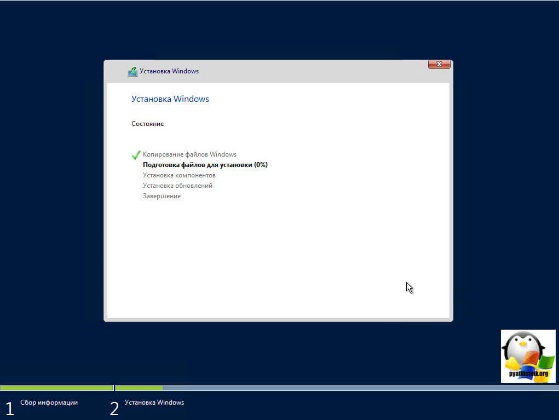 Установка Windows
Установка Windows
Состояние
Копирование файлов Windows
Подготовка файлов для установки (0%)
Установка компонентов
Установка обновлений
Завершение
pyatilistnik.org
1 Сбор информации
2 Установка Windows